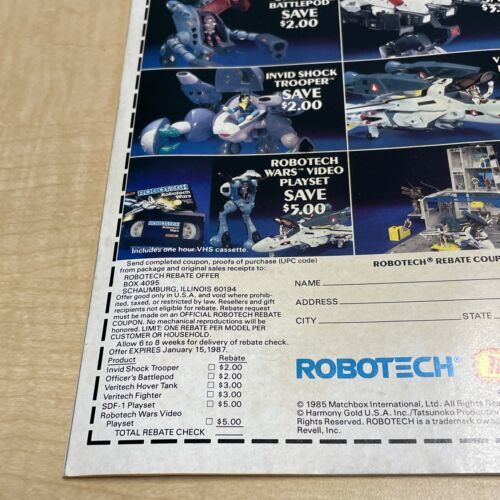 BATTLEPOD™
SAVE
$2.00
INVID SHOCK
TROOPER™
SAVE
$2.00
ROBOTECH
WARS™ VIDEO
PLAYSET
SAVE
$5.00
ROBOTECH
Robotech
Wars
Includes one hour VHS cassette.
Send completed coupon, proofs of purchase (UPC code)
from package and original sales receipts to:
ROBOTECH REBATE OFFER
BOX 4095
SCHAUMBURG, ILLINOIS 60194
Offer good only in U.S.A. and void where prohib-
ited, taxed, or restricted by law. Resellers and gift
recipients not eligible for rebate. Rebate request
must be made on an OFFICIAL ROBOTECH REBATE
COUPON. No mechanical reproductions will be
honored. LIMIT: ONE REBATE PER MODEL PER
CUSTOMER OR HOUSEHOLD.
Allow 6 to 8 weeks for delivery of rebate check.
Offer EXPIRES January 15, 1987.
Product Rebate
Invid Shock Trooper $2.00
Officer's Battlepod $2.00
Veritech Hover Tank $3.00
Veritech Fighter $3.00
SDF-1 Playset $5.00
Robotech Wars Video
Playset $5.00
TOTAL REBATE CHECK
ROBOTECH® REBATE COUP
NAME
ADDRESS
CITY STATE
ROBOTECH®
© 1985 Matchbox International, Ltd. All Rights
© Harmony Gold U.S.A. Inc./Tatsunoko Productio
Rights Reserved. ROBOTECH is a trademark owne
Revell, Inc.